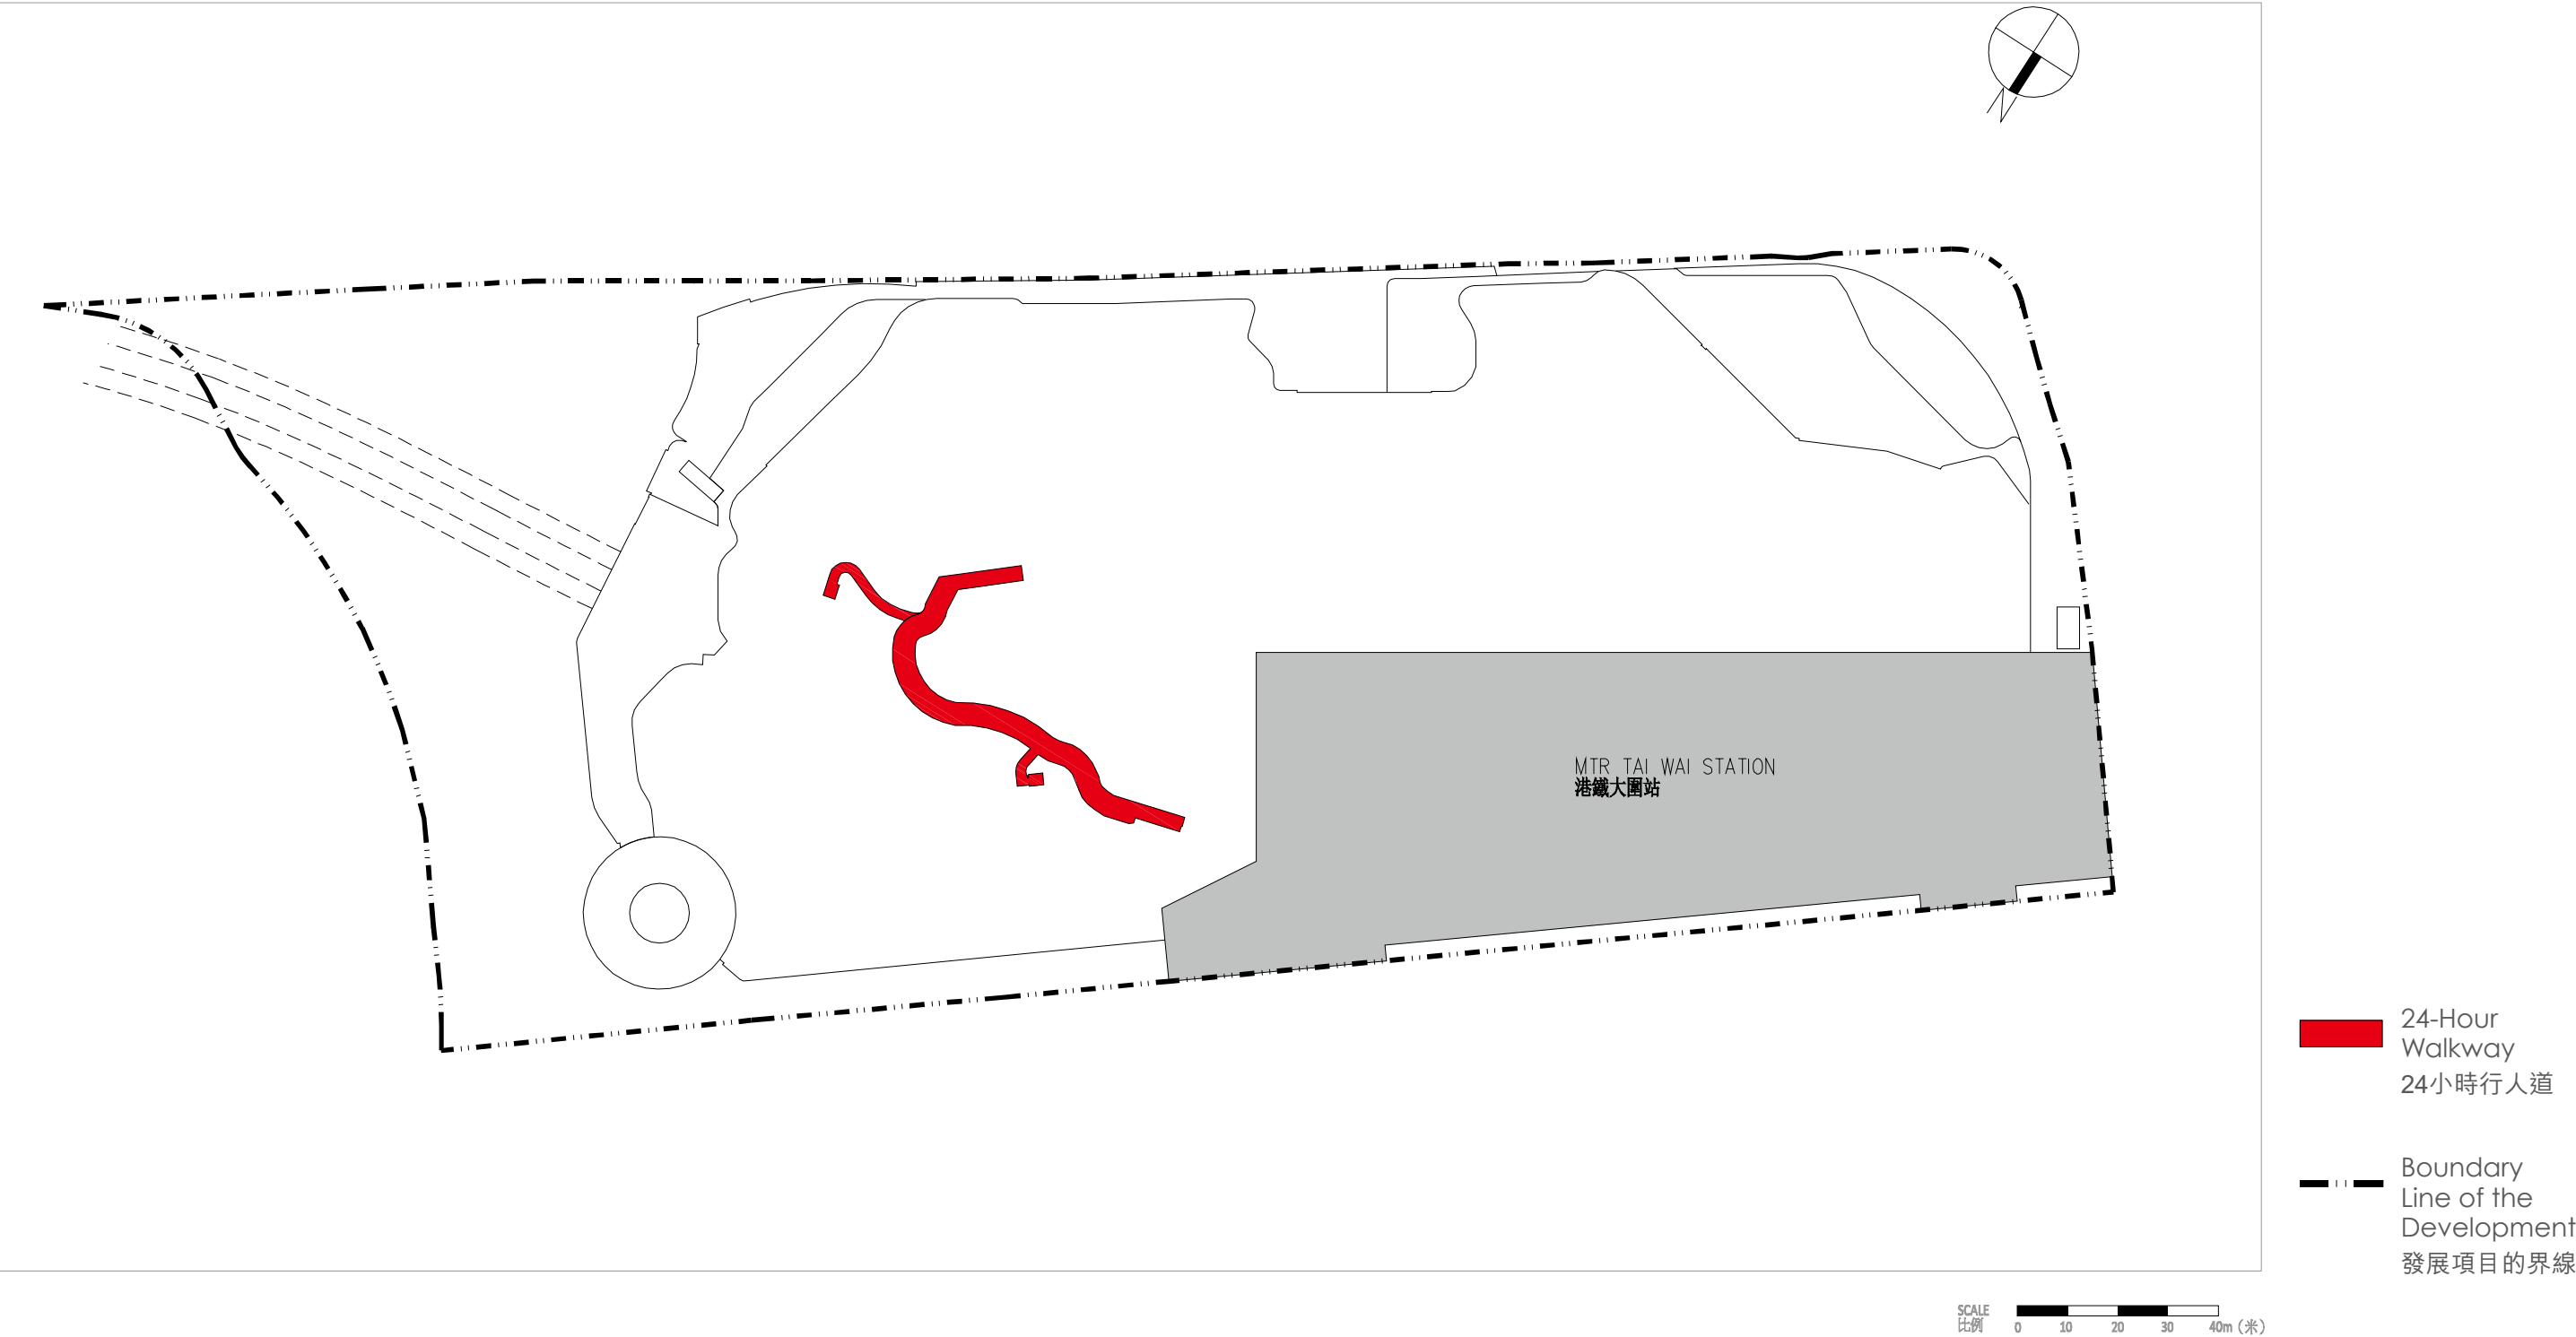 MTR TAI WAI STATION
港鐵大圍站
24-Hour
Walkway
24小時行人道
Boundary
Line of the
Development
發展項目的界線
SCALE
比例
0 10 20 30 40m（米）